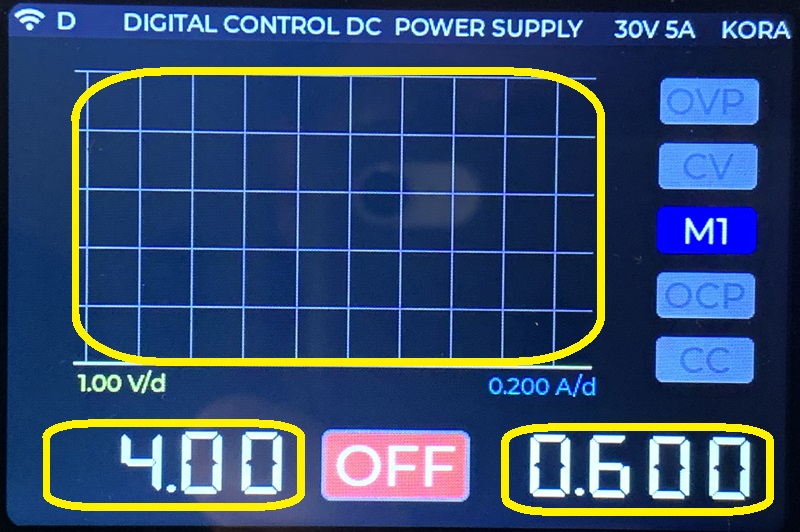 D DIGITAL CONTROL DC POWER SUPPLY 30V 5A KORA
OVP
CV
M1
OCP
CC
1.00 V/d 0.200 A/d
4.00 OFF 0.600